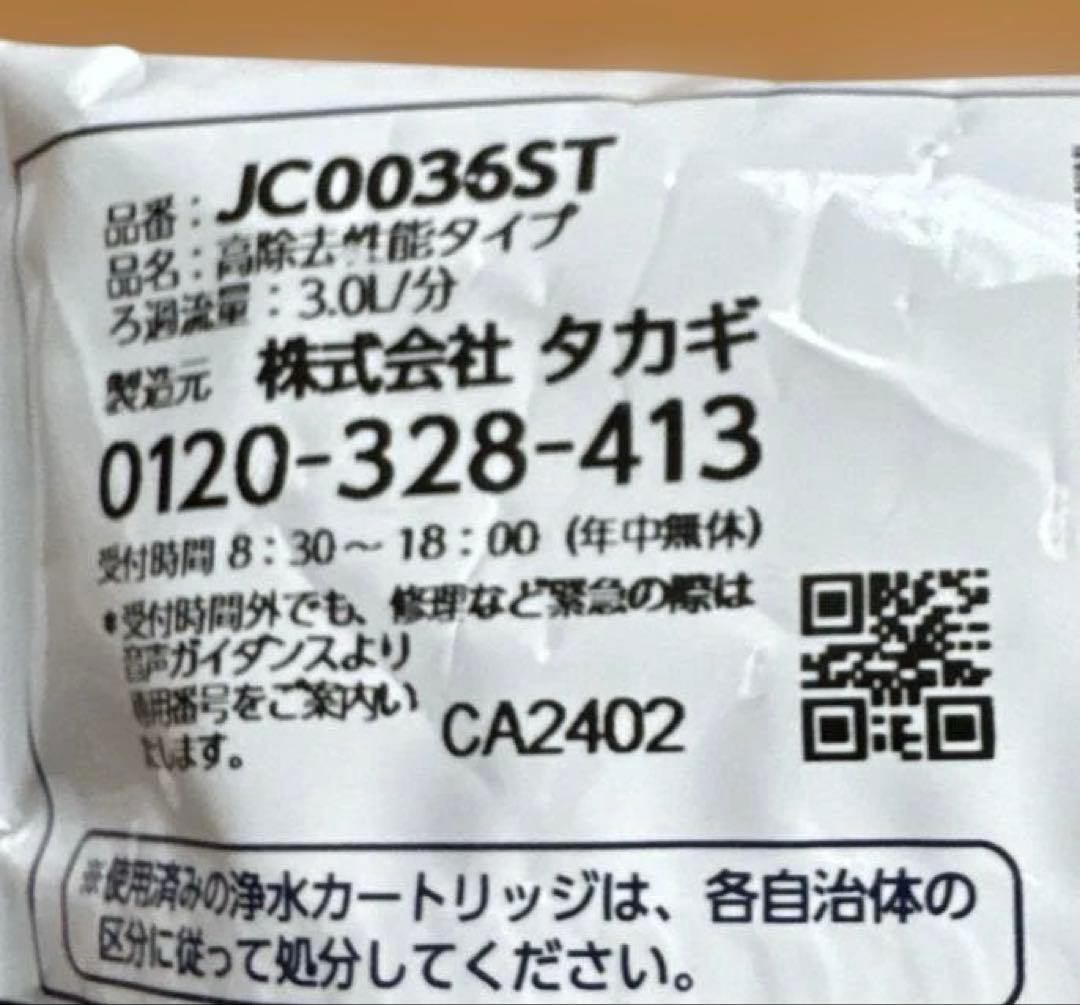 品番：JC0036ST
品名：高除去性能タイプ
ろ過流量：3.0L/分
製造元 株式会社 タカギ
0120-328-413
受付時間 8：30～18：00（年中無休）
*受付時間外でも、修理など緊急の際は
音声ガイダンスより
専用番号をご案内い
たします。
CA2402
※使用済みの浄水カートリッジは、各自治体の
区分に従って処分してください。